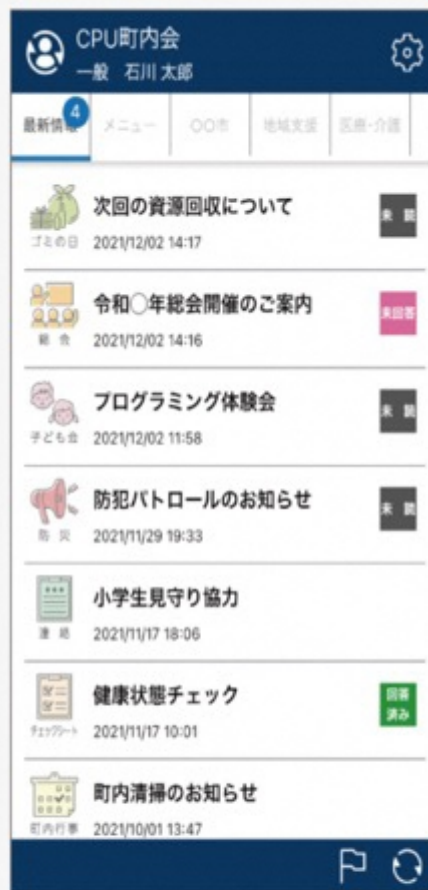 CPU町内会
一般 石川 太郎
最新情報
4
メニュー
〇〇市
地域支援
医療・介護
次回の資源回収について
未 読
ゴミの日
2021/12/02 14:17
令和〇年総会開催のご案内
未回答
総 会
2021/12/02 14:16
プログラミング体験会
未 読
子ども会
2021/12/02 11:58
防犯パトロールのお知らせ
未 読
防 災
2021/11/29 19:33
小学生見守り協力
連 絡
2021/11/17 18:06
健康状態チェック
回答
済み
チェックシート
2021/11/17 10:01
町内清掃のお知らせ
町内行事
2021/10/01 13:47